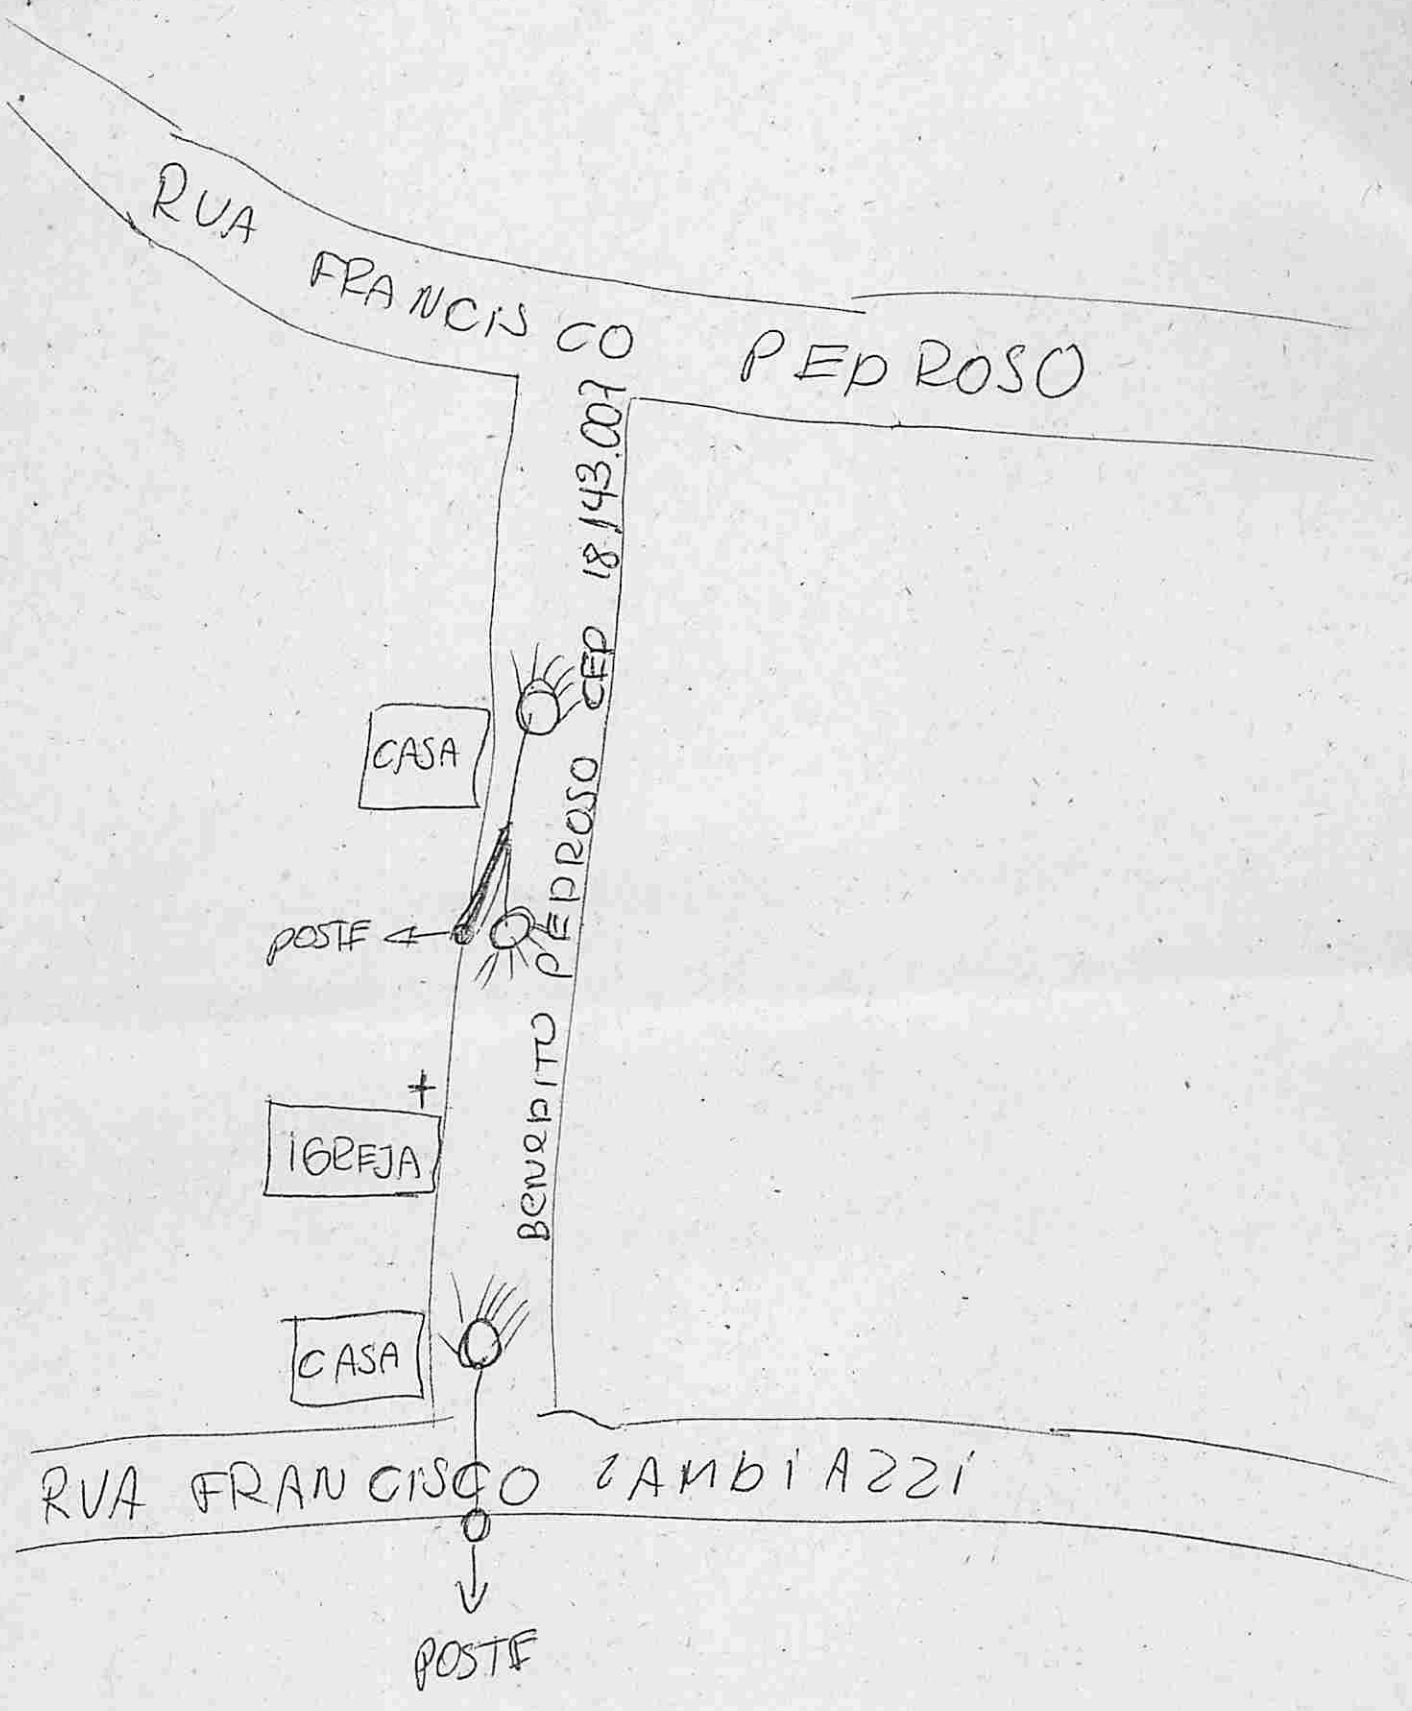 RUA FRANCISCO PEDROSO
BENEDITO PEDROSO CEP 18.143.007
CASA
POSTE
IGREJA
CASA
RUA FRANCISCO ZAMBIAZZI
POSTE